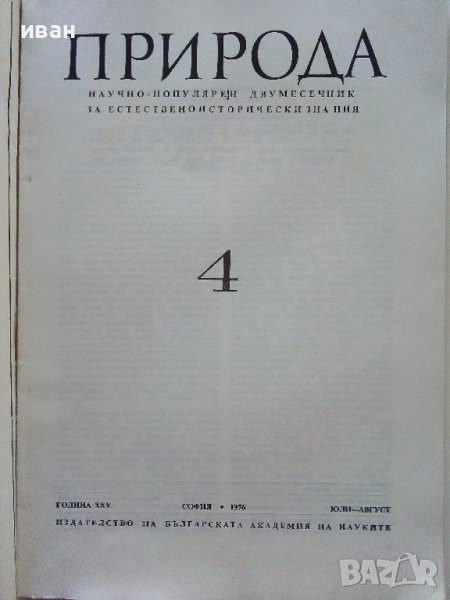 иван
ПРИРОДА
НАУЧНО-ПОПУЛЯРЕН ДВУМЕСЕЧНИК
ЗА ЕСТЕСТВЕНОИСТОРИЧЕСКИ ЗНАНИЯ
4
ГОДИНА XXV СОФИЯ • 1976 ЮЛИ—АВГУСТ
ИЗДАТЕЛСТВО НА БЪЛГАРСКАТА АКАДЕМИЯ НА НАУКИТЕ
BAZAR